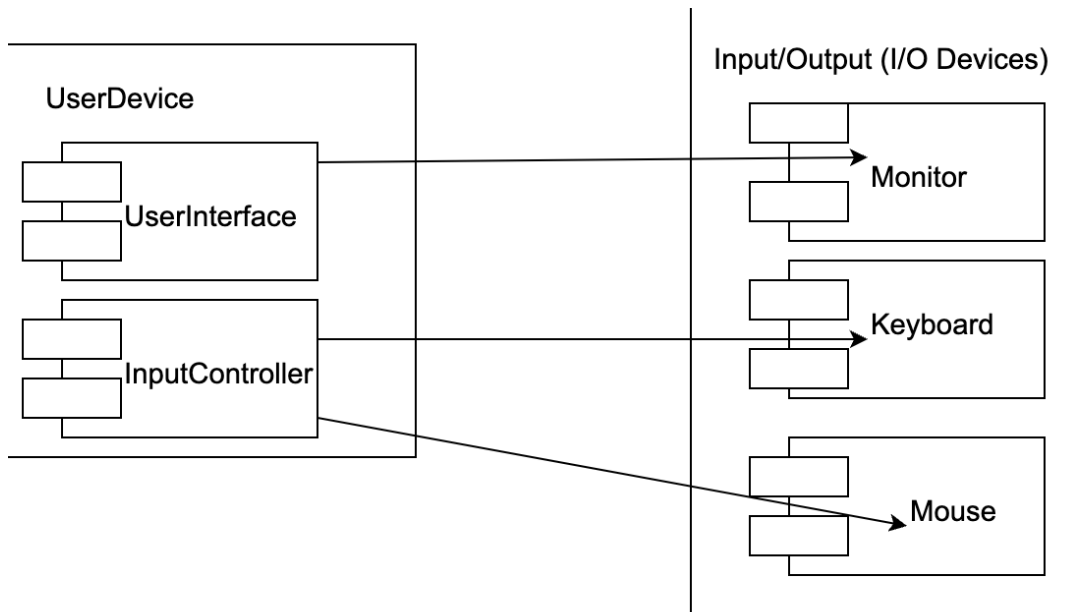 UserDevice
UserInterface
InputController
Input/Output (I/O Devices)
Monitor
Keyboard
Mouse